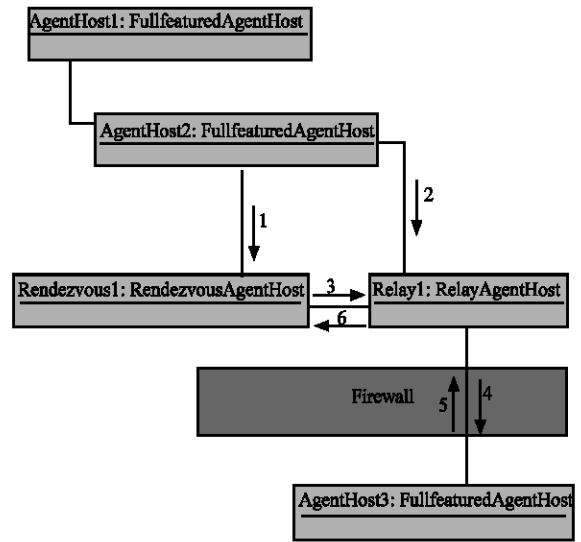 AgentHost1: FullfeaturedAgentHost
AgentHost2: FullfeaturedAgentHost
1
2
Rendezvous1: RendezvousAgentHost
3
6
Relay1: RelayAgentHost
Firewall
5
4
AgentHost3: FullfeaturedAgentHost